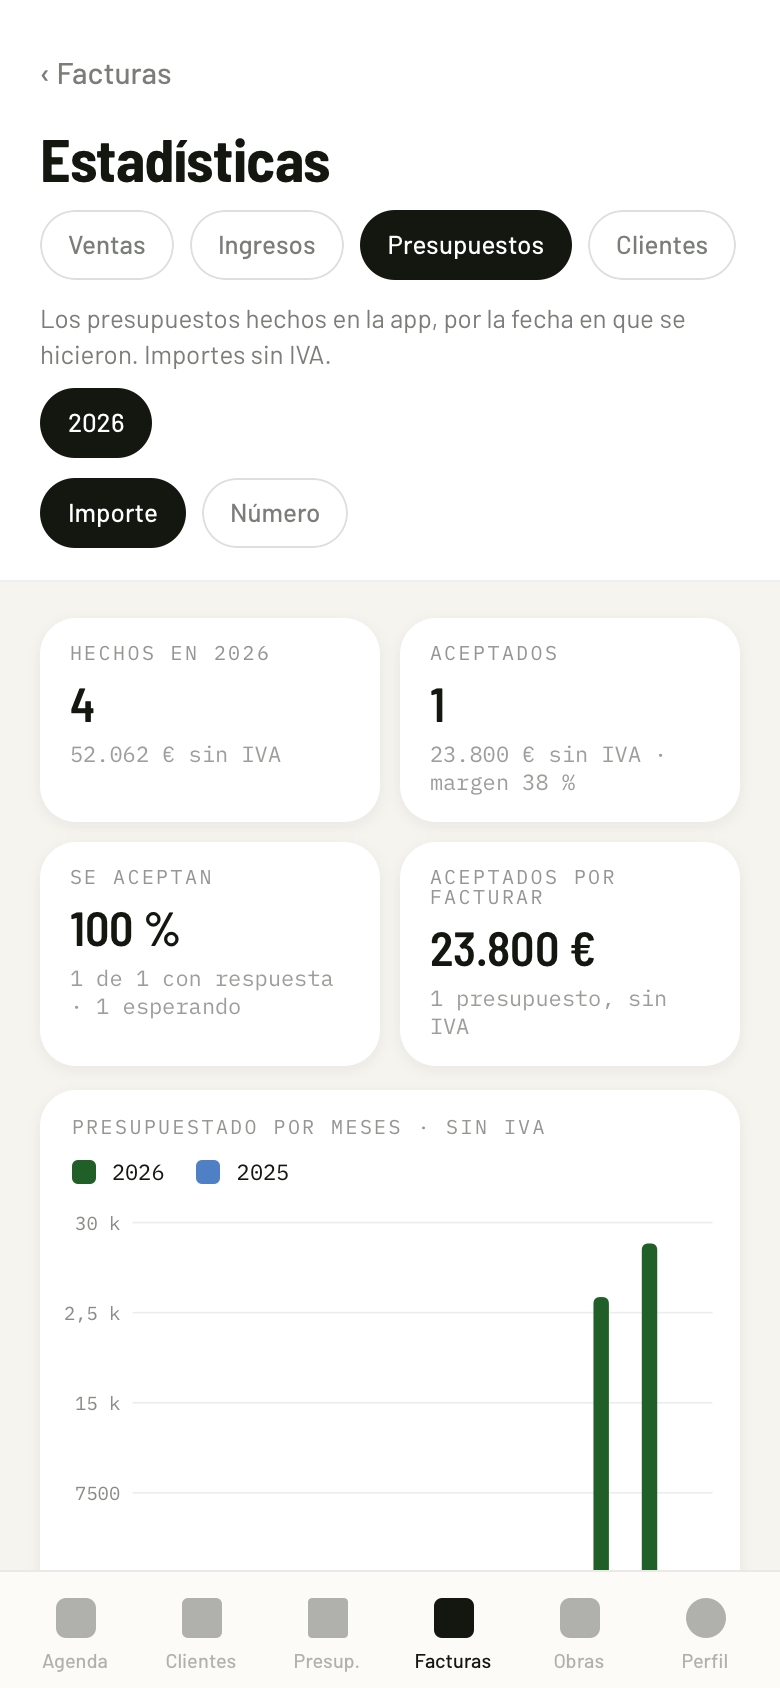 ‹ Facturas
Estadísticas
Ventas
Ingresos
Presupuestos
Clientes
Los presupuestos hechos en la app, por la fecha en que se
hicieron. Importes sin IVA.
2026
Importe
Número
HECHOS EN 2026
4
52.062 € sin IVA
ACEPTADOS
1
23.800 € sin IVA ·
margen 38 %
SE ACEPTAN
100 %
1 de 1 con respuesta
· 1 esperando
ACEPTADOS POR
FACTURAR
23.800 €
1 presupuesto, sin
IVA
PRESUPUESTADO POR MESES · SIN IVA
2026
2025
30 k
2,5 k
15 k
7500
Agenda
Clientes
Presup.
Facturas
Obras
Perfil